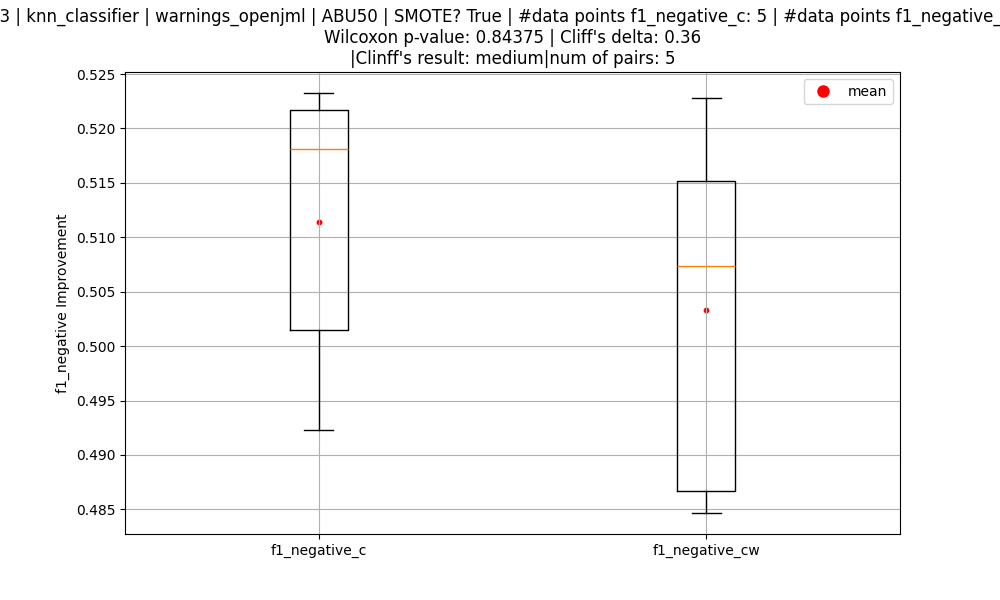 3 | knn_classifier | warnings_openjml | ABU50 | SMOTE? True | #data points f1_negative_c: 5 | #data points f1_negative_
Wilcoxon p-value: 0.84375 | Cliff's delta: 0.36
|Clinff's result: medium|num of pairs: 5
mean
0.525
0.520
0.515
0.510
0.505
0.500
0.495
0.490
0.485
f1_negative Improvement
f1_negative_c
f1_negative_cw